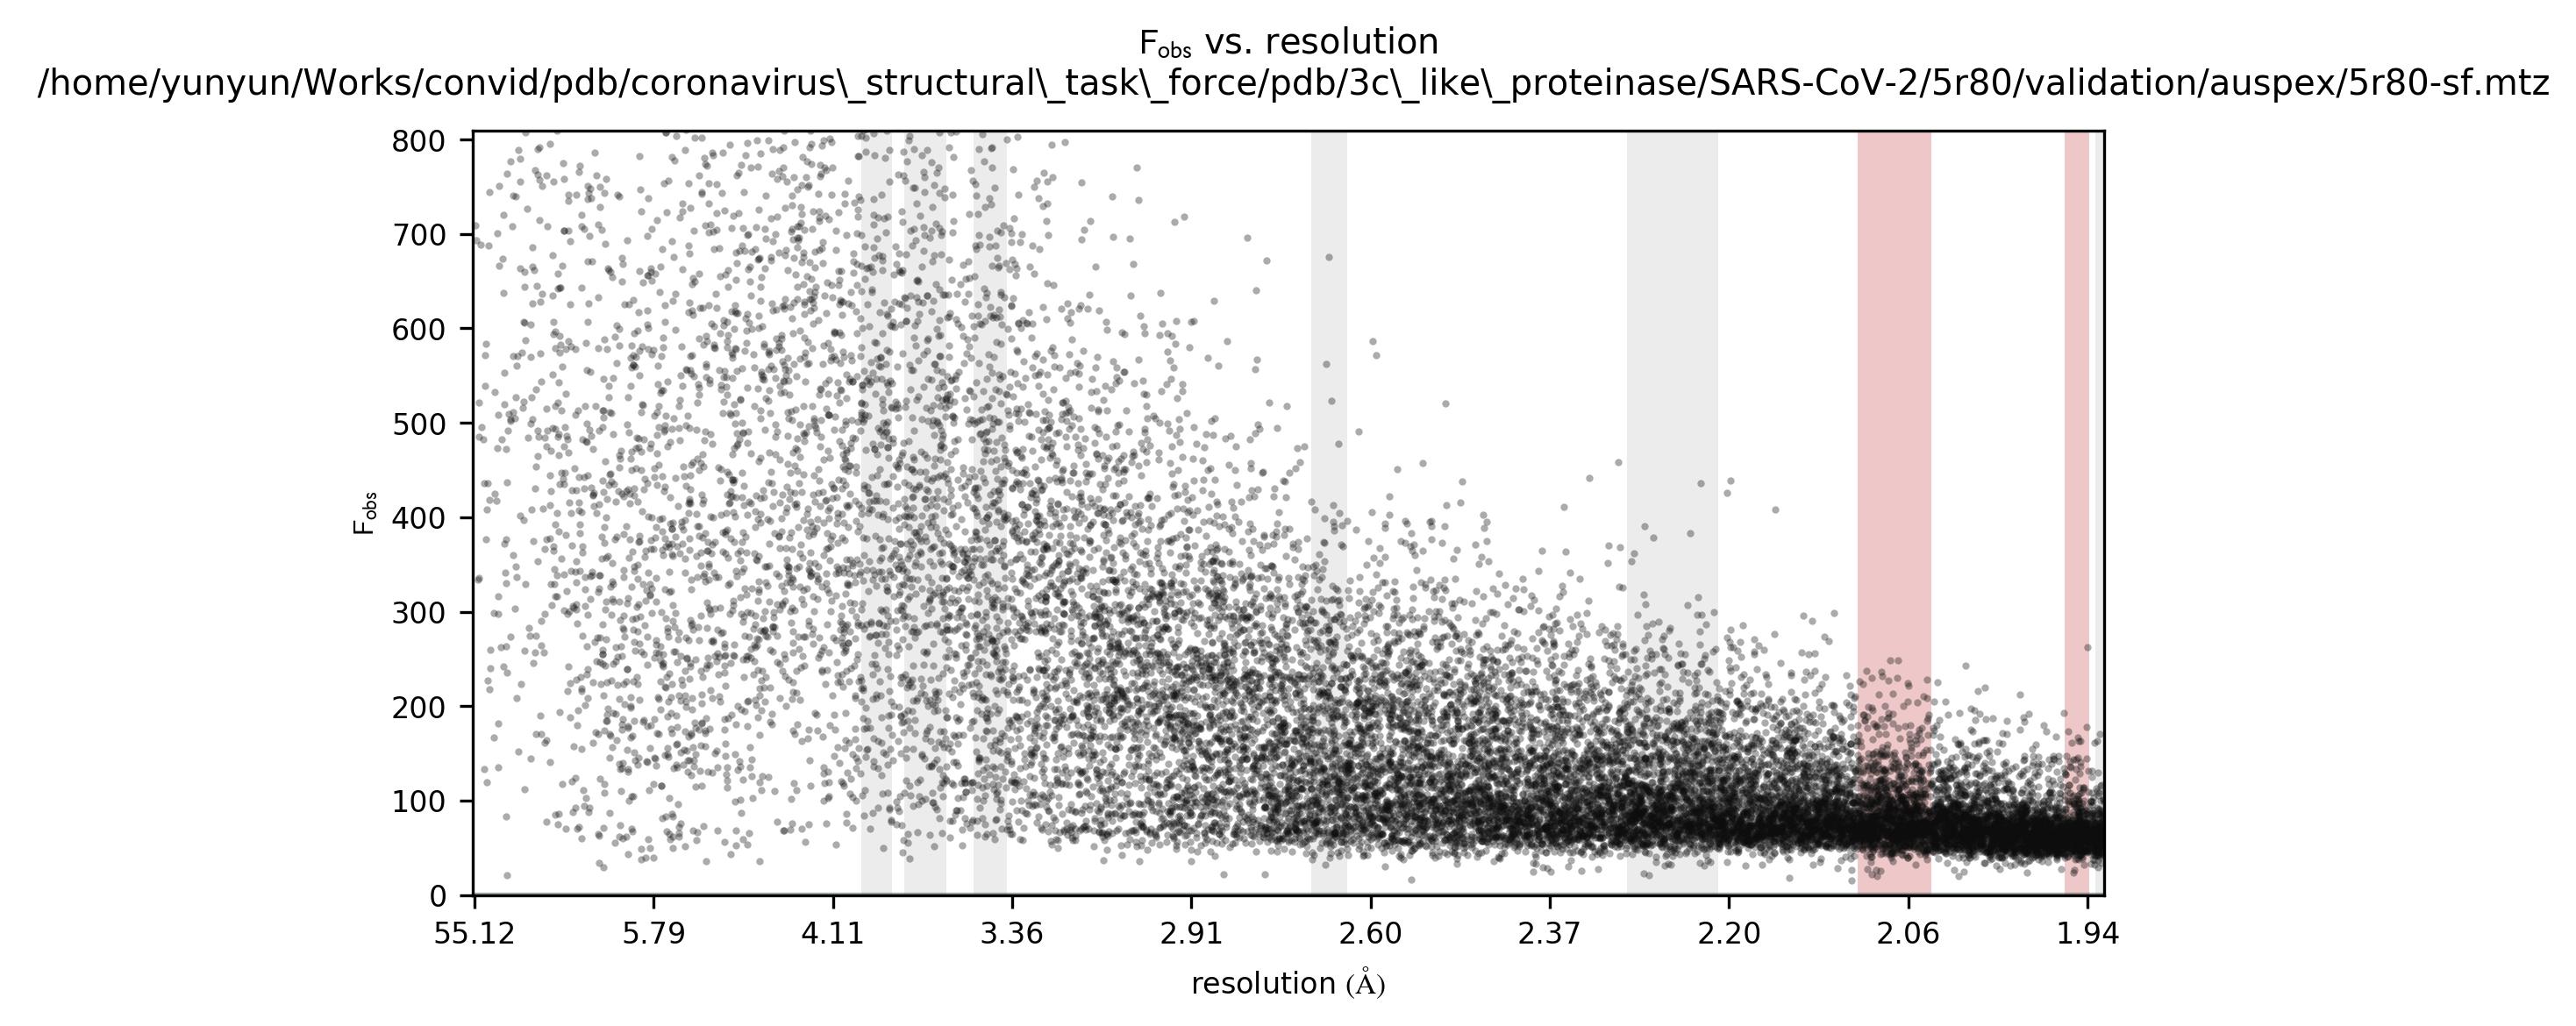 Fobs vs. resolution
/home/yunyun/Works/convid/pdb/coronavirus\_structural\_task\_force/pdb/3c\_like\_proteinase/SARS-CoV-2/5r80/validation/auspex/5r80-sf.mtz
800
700
600
500
400
300
200
100
0
Fobs
55.12 5.79 4.11 3.36 2.91 2.60 2.37 2.20 2.06 1.94
resolution (Å)